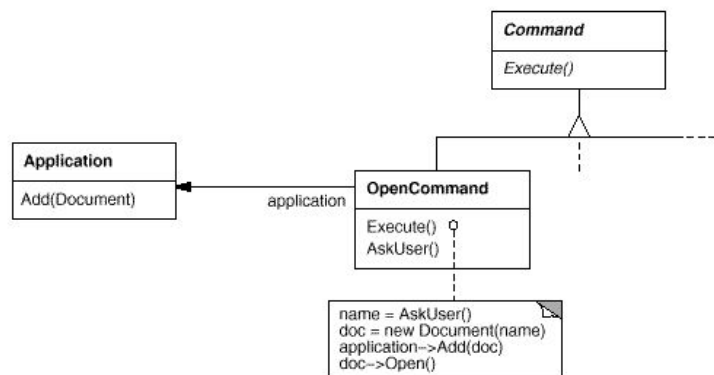 Command
Execute()
Application
Add(Document)
application
OpenCommand
Execute()
AskUser()
name = AskUser()
doc = new Document(name)
application->Add(doc)
doc->Open()